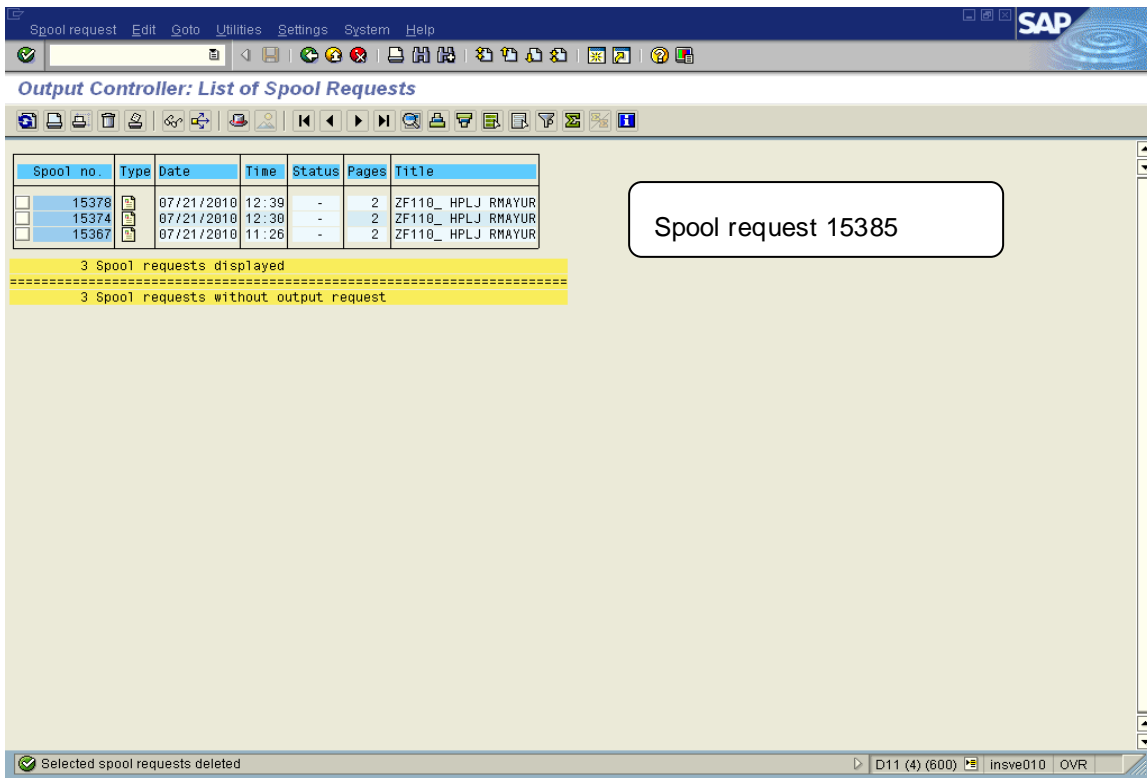 Spool request Edit Goto Utilities Settings System Help
SAP
Output Controller: List of Spool Requests
Spool no. Type Date Time Status Pages Title
15378 07/21/2010 12:39 - 2 ZF110_ HPLJ RMAYUR
15374 07/21/2010 12:30 - 2 ZF110_ HPLJ RMAYUR
15367 07/21/2010 11:26 - 2 ZF110_ HPLJ RMAYUR
Spool request 15385
3 Spool requests displayed
3 Spool requests without output request
Selected spool requests deleted
D11 (4) (600) insve010 OVR